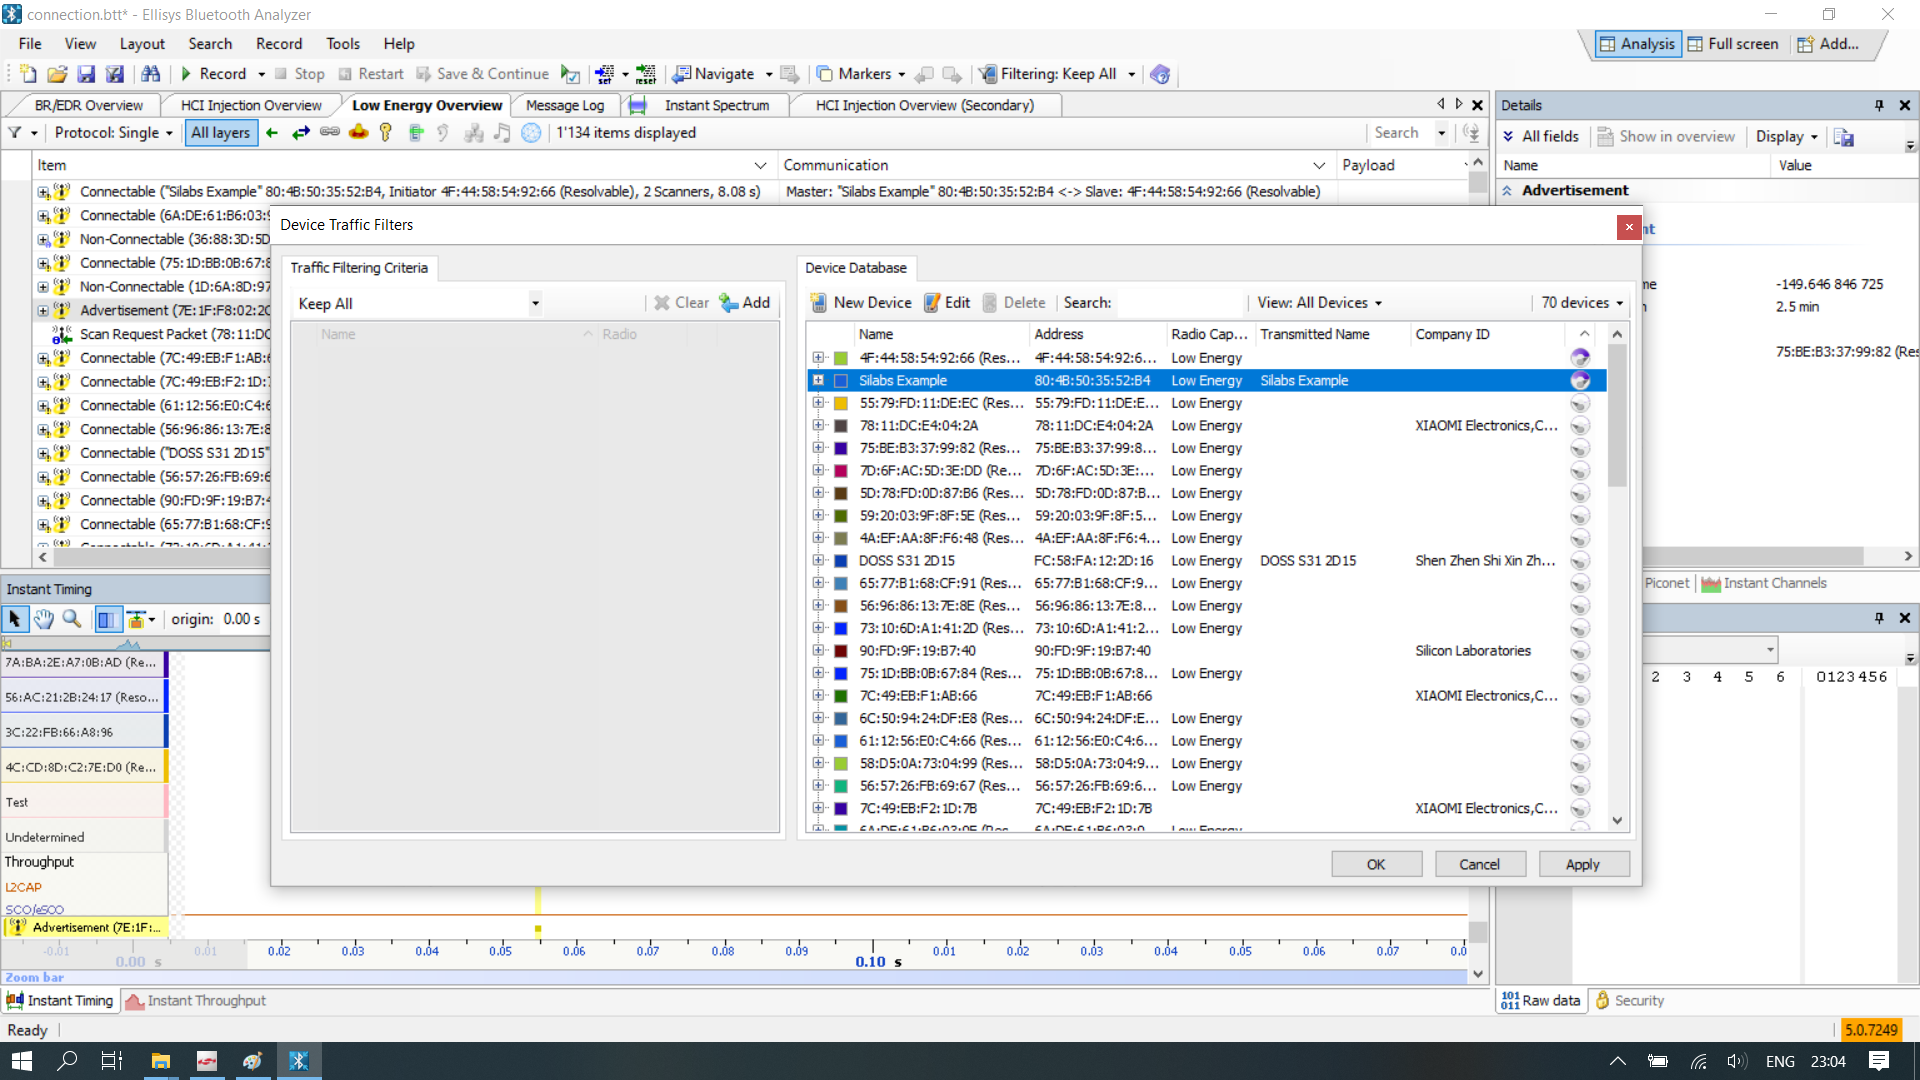 connection.btt* - Ellisys Bluetooth Analyzer
File View Layout Search Record Tools Help
Analysis Full screen Add...
Record Stop Restart Save & Continue set reset Navigate Markers Filtering: Keep All
BR/EDR Overview HCI Injection Overview Low Energy Overview Message Log Instant Spectrum HCI Injection Overview (Secondary)
Details
Protocol: Single All layers 1'134 items displayed Search
All fields Show in overview Display
Item Communication Payload
Name Value
Connectable ("Silabs Example" 80:4B:50:35:52:B4, Initiator 4F:44:58:54:92:66 (Resolvable), 2 Scanners, 8.08 s) Master: "Silabs Example" 80:4B:50:35:52:B4 <-> Slave: 4F:44:58:54:92:66 (Resolvable)
Advertisement
Connectable (6A:DE:61:B6:03:9
Non-Connectable (36:88:3D:5D
Connectable (75:1D:BB:0B:67:8
Non-Connectable (1D:6A:8D:97
Advertisement (7E:1F:F8:02:2C
Scan Request Packet (78:11:DC
Connectable (7C:49:EB:F1:AB:6
Connectable (7C:49:EB:F2:1D:7
Connectable (61:12:56:E0:C4:6
Connectable (56:96:86:13:7E:8
Connectable ("DOSS S31 2D15"
Connectable (56:57:26:FB:69:6
Connectable (90:FD:9F:19:B7:4
Connectable (65:77:B1:68:CF:9
nt
me -149.646 846 725
n 2.5 min
75:BE:B3:37:99:82 (Res
Device Traffic Filters
Traffic Filtering Criteria
Keep All Clear Add
Name Radio
Device Database
New Device Edit Delete Search: View: All Devices 70 devices
Name Address Radio Cap... Transmitted Name Company ID
4F:44:58:54:92:66 (Res... 4F:44:58:54:92:6... Low Energy
Silabs Example 80:4B:50:35:52:B4 Low Energy Silabs Example
55:79:FD:11:DE:EC (Res... 55:79:FD:11:DE:E... Low Energy
78:11:DC:E4:04:2A 78:11:DC:E4:04:2A Low Energy XIAOMI Electronics,C...
75:BE:B3:37:99:82 (Res... 75:BE:B3:37:99:8... Low Energy
7D:6F:AC:5D:3E:DD (Re... 7D:6F:AC:5D:3E:... Low Energy
5D:78:FD:0D:87:B6 (Res... 5D:78:FD:0D:87:B... Low Energy
59:20:03:9F:8F:5E (Res... 59:20:03:9F:8F:5... Low Energy
4A:EF:AA:8F:F6:48 (Res... 4A:EF:AA:8F:F6:4... Low Energy
DOSS S31 2D15 FC:58:FA:12:2D:16 Low Energy DOSS S31 2D15 Shen Zhen Shi Xin Zh...
65:77:B1:68:CF:91 (Res... 65:77:B1:68:CF:9... Low Energy
56:96:86:13:7E:8E (Res... 56:96:86:13:7E:8... Low Energy
73:10:6D:A1:41:2D (Res... 73:10:6D:A1:41:2... Low Energy
90:FD:9F:19:B7:40 90:FD:9F:19:B7:40 Silicon Laboratories
75:1D:BB:0B:67:84 (Res... 75:1D:BB:0B:67:8... Low Energy
7C:49:EB:F1:AB:66 7C:49:EB:F1:AB:66 XIAOMI Electronics,C...
6C:50:94:24:DF:E8 (Res... 6C:50:94:24:DF:E... Low Energy
61:12:56:E0:C4:66 (Res... 61:12:56:E0:C4:6... Low Energy
58:D5:0A:73:04:99 (Res... 58:D5:0A:73:04:9... Low Energy
56:57:26:FB:69:67 (Res... 56:57:26:FB:69:6... Low Energy
7C:49:EB:F2:1D:7B 7C:49:EB:F2:1D:7B XIAOMI Electronics,C...
OK Cancel Apply
Piconet Instant Channels
2 3 4 5 6 0123456
Instant Timing
origin: 0.00 s
7A:BA:2E:A7:0B:AD (Re...
56:AC:21:2B:24:17 (Reso...
3C:22:FB:66:A8:96
4C:CD:8D:C2:7E:D0 (Re...
Test
Undetermined
Throughput
L2CAP
SCO/eSCO
Advertisement (7E:1F:...
-0.01 0.01 0.02 0.03 0.04 0.05 0.06 0.07 0.08 0.09 0.01 0.02 0.03 0.04 0.05 0.06 0.07 0.0
0.00 s 0.10 s
Zoom bar
Instant Timing Instant Throughput
101 011 Raw data Security
Ready 5.0.7249
ENG 23:04